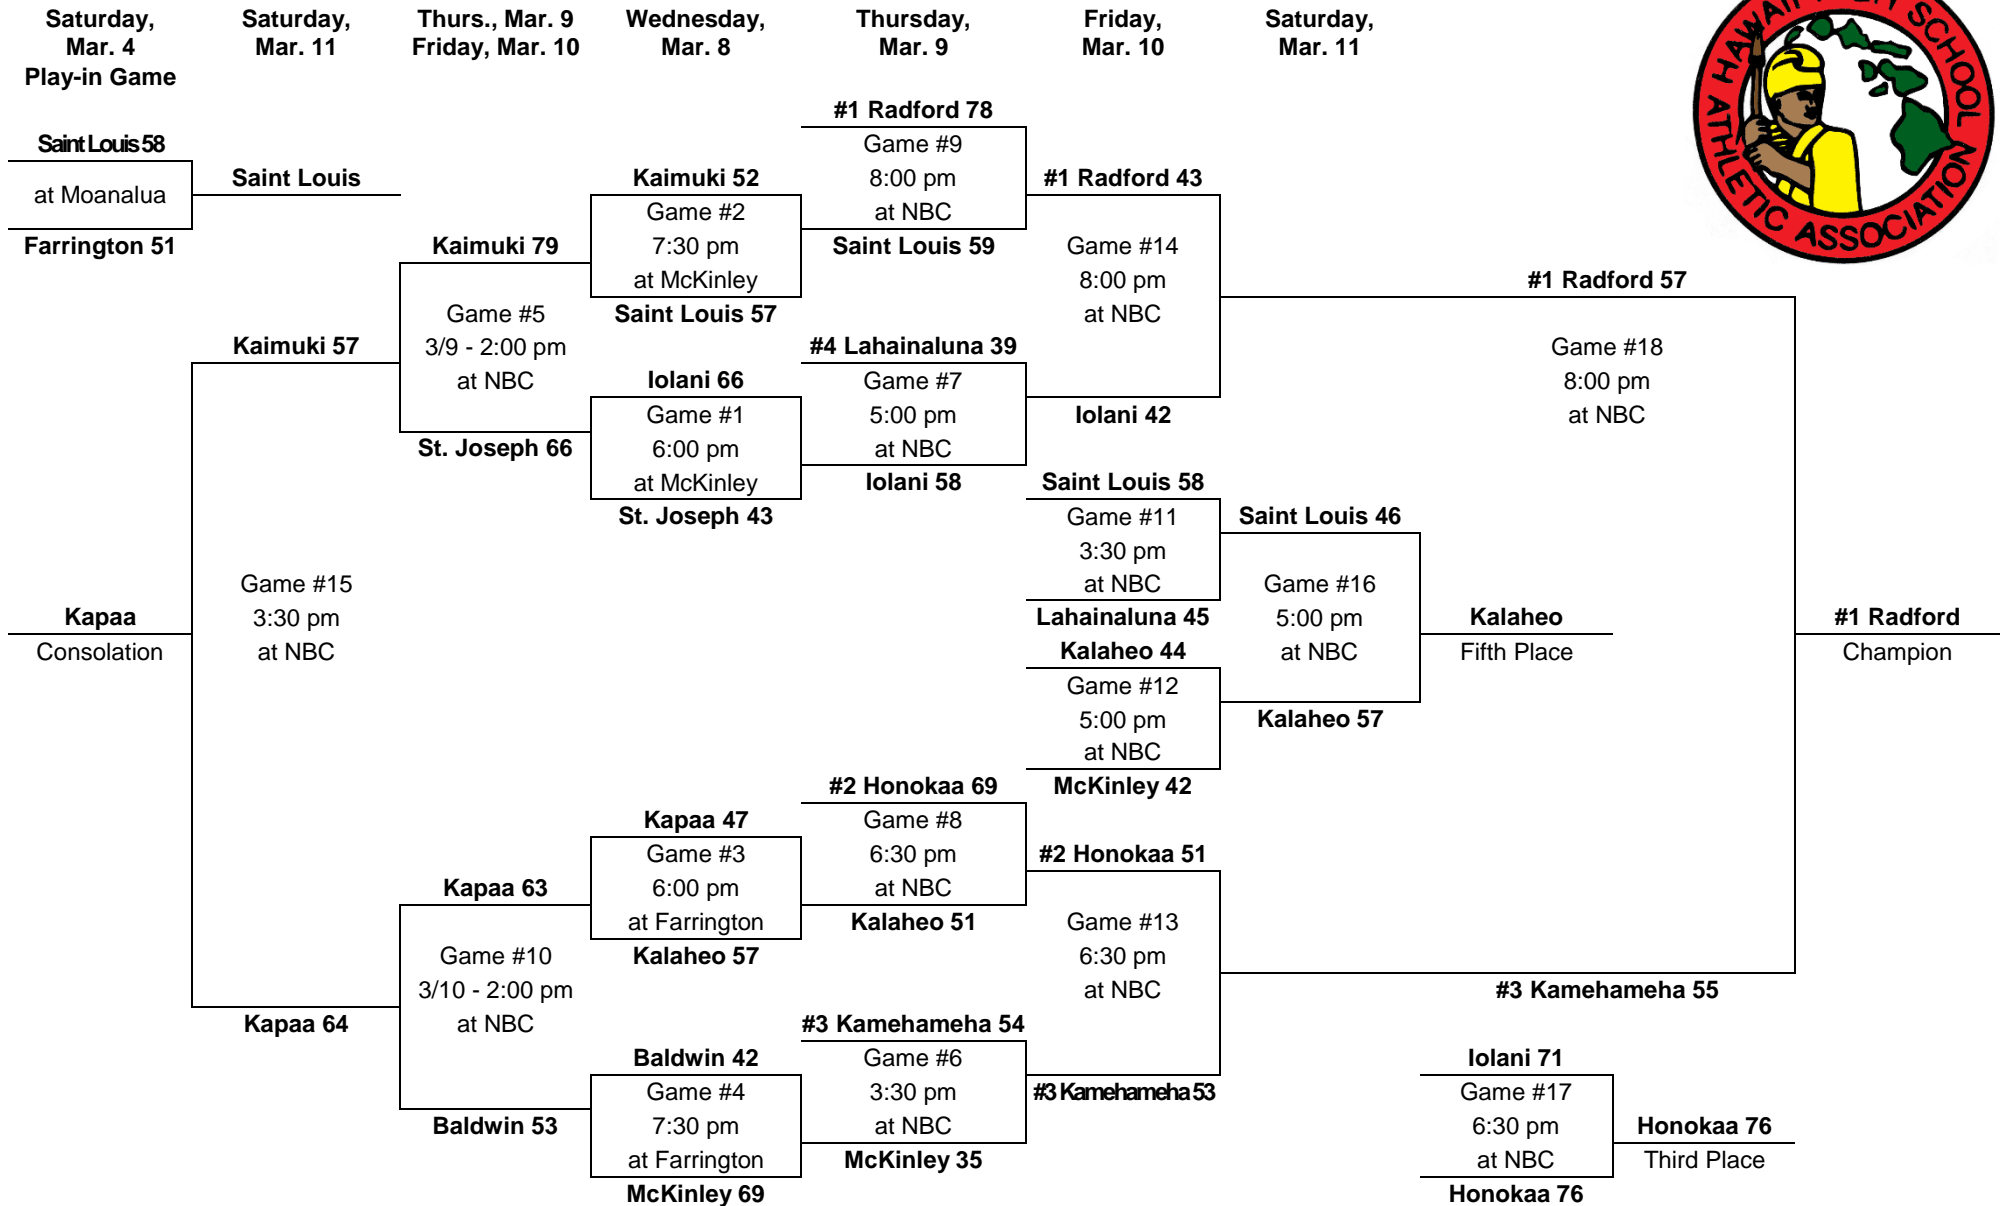 Saturday,
Mar. 4
Play-in Game
Saturday,
Mar. 11
Thurs., Mar. 9
Friday, Mar. 10
Wednesday,
Mar. 8
Thursday,
Mar. 9
Friday,
Mar. 10
Saturday,
Mar. 11
HAWAII HIGH SCHOOL
ATHLETIC ASSOCIATION
Saint Louis 58
at Moanalua
Farrington 51
Saint Louis
Kaimuki 79
Game #5
3/9 - 2:00 pm
at NBC
St. Joseph 66
Kaimuki 52
Game #2
7:30 pm
at McKinley
Saint Louis 57
Iolani 66
Game #1
6:00 pm
at McKinley
St. Joseph 43
#1 Radford 78
Game #9
8:00 pm
at NBC
Saint Louis 59
#4 Lahainaluna 39
Game #7
5:00 pm
at NBC
Iolani 58
#1 Radford 43
Game #14
8:00 pm
at NBC
Iolani 42
#1 Radford 57
Game #18
8:00 pm
at NBC
Kaimuki 57
Game #15
3:30 pm
at NBC
Kapaa 64
Kapaa
Consolation
Saint Louis 58
Game #11
3:30 pm
at NBC
Lahainaluna 45
Kalaheo 44
Game #12
5:00 pm
at NBC
McKinley 42
Saint Louis 46
Game #16
5:00 pm
at NBC
Kalaheo 57
Kalaheo
Fifth Place
#1 Radford
Champion
Kapaa 63
Game #10
3/10 - 2:00 pm
at NBC
Baldwin 53
Kapaa 47
Game #3
6:00 pm
at Farrington
Kalaheo 57
Baldwin 42
Game #4
7:30 pm
at Farrington
McKinley 69
#2 Honokaa 69
Game #8
6:30 pm
at NBC
Kalaheo 51
#3 Kamehameha 54
Game #6
3:30 pm
at NBC
McKinley 35
#2 Honokaa 51
Game #13
6:30 pm
at NBC
#3 Kamehameha 53
#3 Kamehameha 55
Iolani 71
Game #17
6:30 pm
at NBC
Honokaa 76
Honokaa 76
Third Place